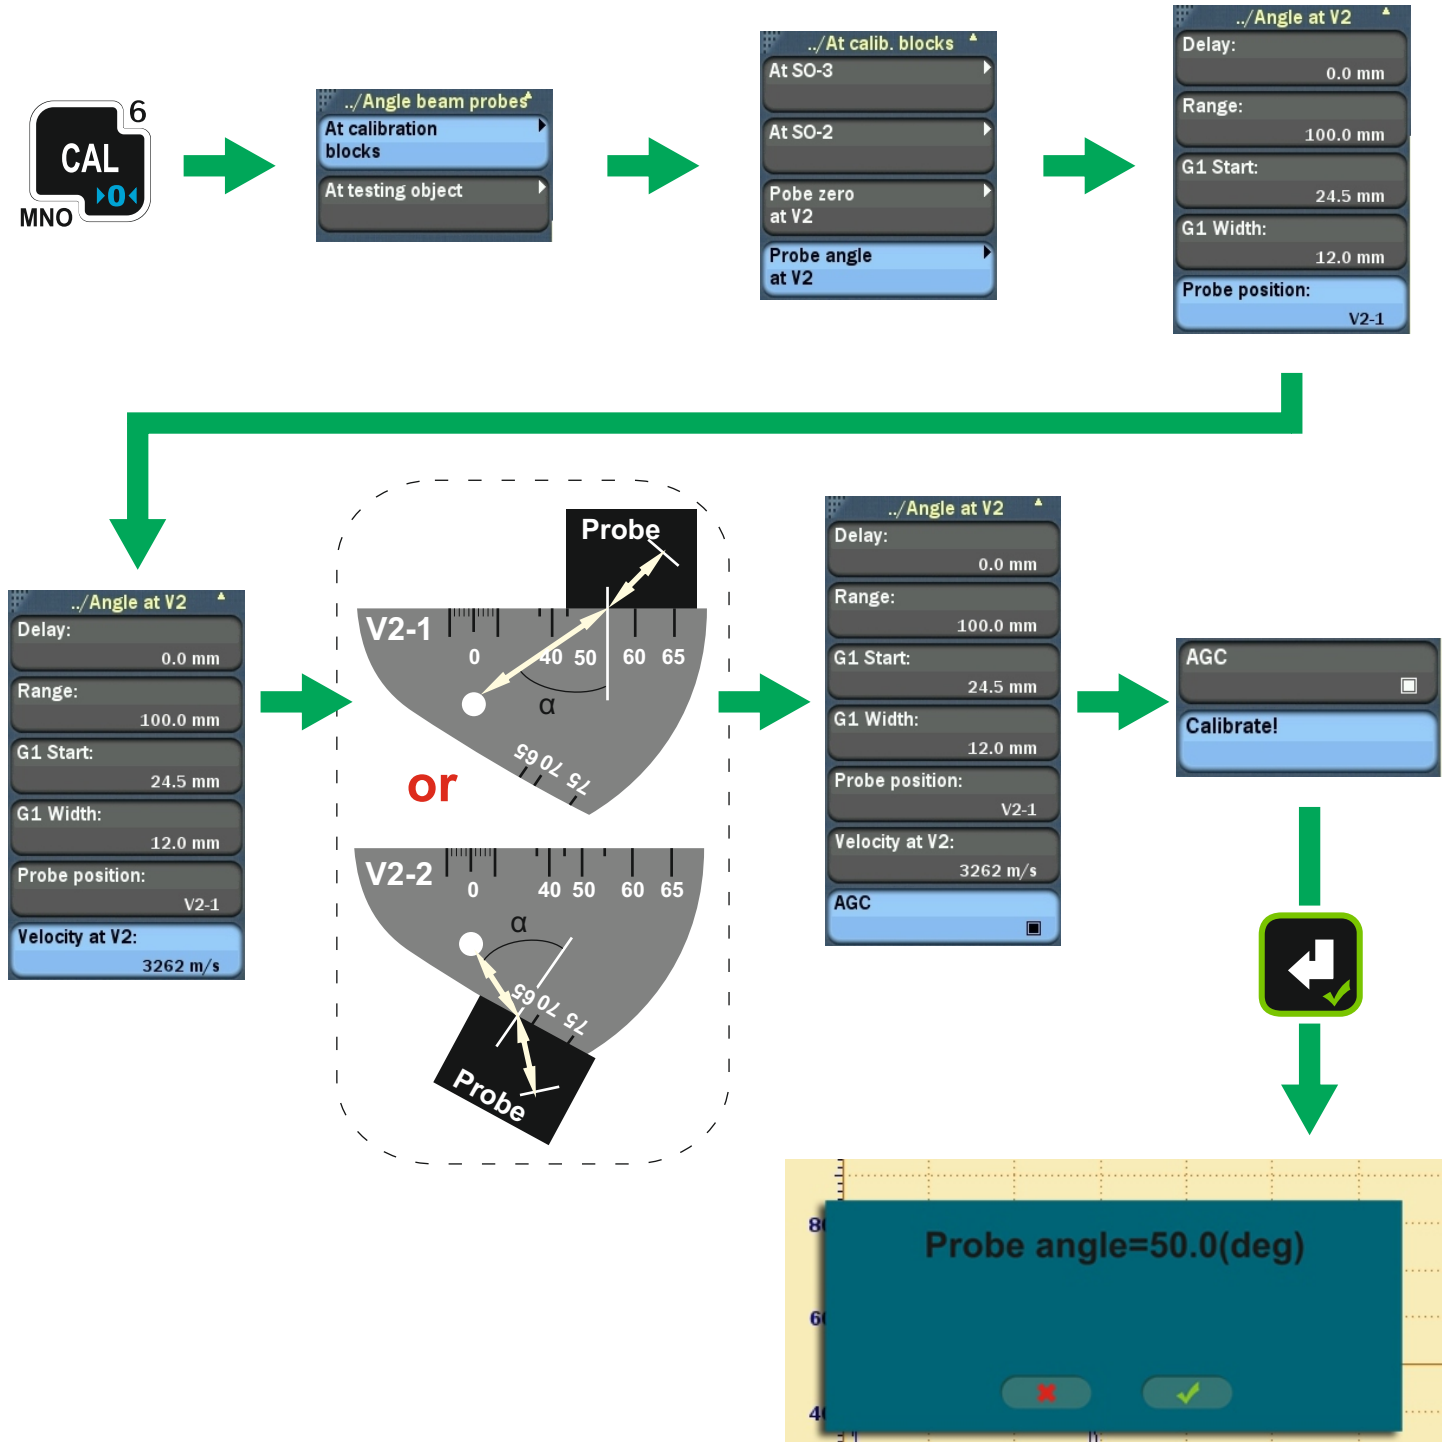 6
CAL
0
MNO
../Angle beam probes
At calibration
blocks
At testing object
../At calib. blocks
At SO-3
At SO-2
Pobe zero
at V2
Probe angle
at V2
../Angle at V2
Delay:
0.0 mm
Range:
100.0 mm
G1 Start:
24.5 mm
G1 Width:
12.0 mm
Probe position:
V2-1
../Angle at V2
Delay:
0.0 mm
Range:
100.0 mm
G1 Start:
24.5 mm
G1 Width:
12.0 mm
Probe position:
V2-1
Velocity at V2:
3262 m/s
Probe
V2-1
0 40 50 60 65
α
65 70 75
or
V2-2
0 40 50 60 65
α
65 70 75
Probe
../Angle at V2
Delay:
0.0 mm
Range:
100.0 mm
G1 Start:
24.5 mm
G1 Width:
12.0 mm
Probe position:
V2-1
Velocity at V2:
3262 m/s
AGC
AGC
Calibrate!
Probe angle=50.0(deg)